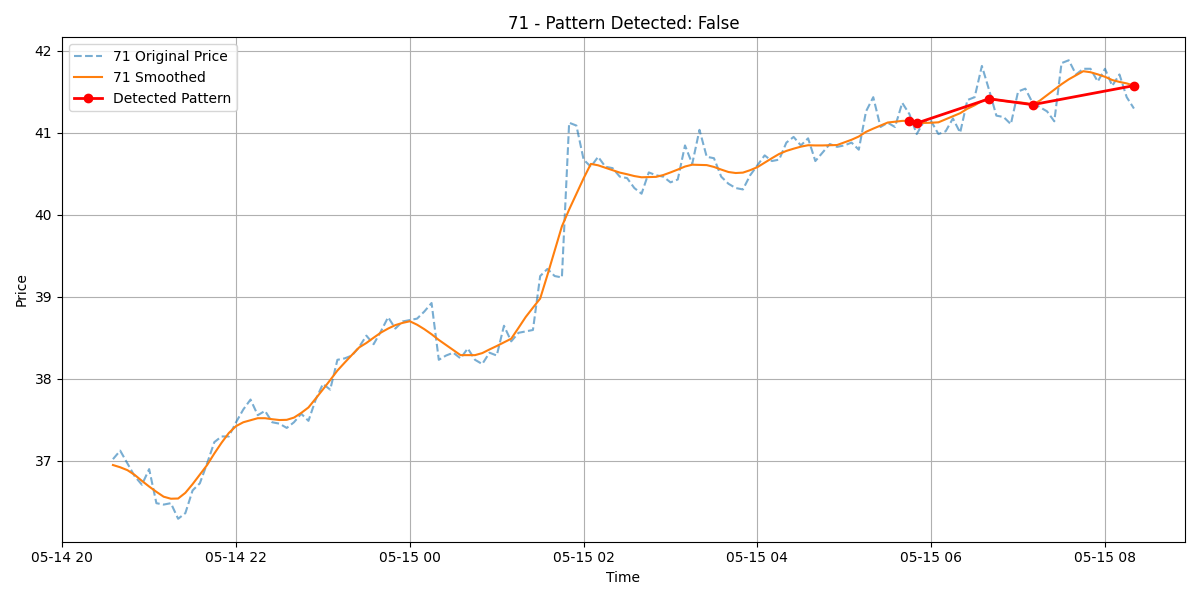 71 - Pattern Detected: False
71 Original Price
71 Smoothed
Detected Pattern
Price
42
41
40
39
38
37
05-14 20
05-14 22
05-15 00
05-15 02
05-15 04
05-15 06
05-15 08
Time